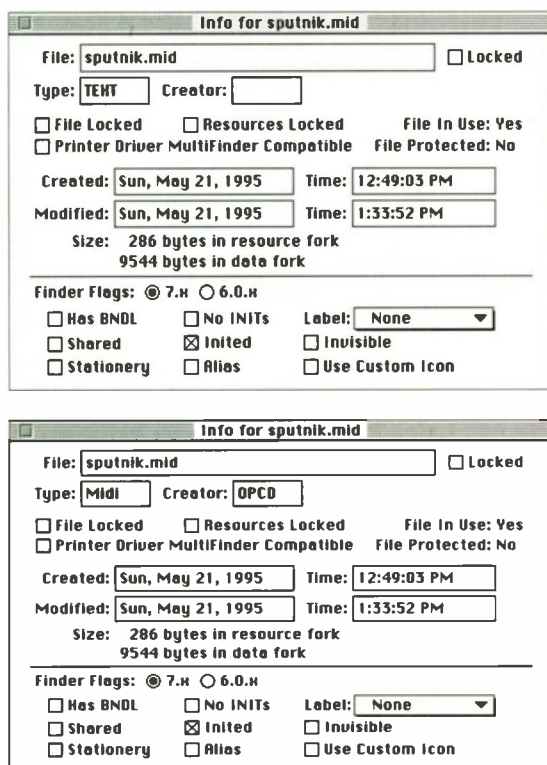 Info for sputnik.mid
File: sputnik.mid Locked
Type: TEXT Creator:
File Locked Resources Locked File In Use: Yes
Printer Driver MultiFinder Compatible File Protected: No
Created: Sun, May 21, 1995 Time: 12:49:03 PM
Modified: Sun, May 21, 1995 Time: 1:33:52 PM
Size: 286 bytes in resource fork
9544 bytes in data fork
Finder Flags: 7.x 6.0.x
Has BNDL No INITs Label: None
Shared Inited Invisible
Stationery Alias Use Custom Icon
Info for sputnik.mid
File: sputnik.mid Locked
Type: Midi Creator: OPCD
File Locked Resources Locked File In Use: Yes
Printer Driver MultiFinder Compatible File Protected: No
Created: Sun, May 21, 1995 Time: 12:49:03 PM
Modified: Sun, May 21, 1995 Time: 1:33:52 PM
Size: 286 bytes in resource fork
9544 bytes in data fork
Finder Flags: 7.x 6.0.x
Has BNDL No INITs Label: None
Shared Inited Invisible
Stationery Alias Use Custom Icon